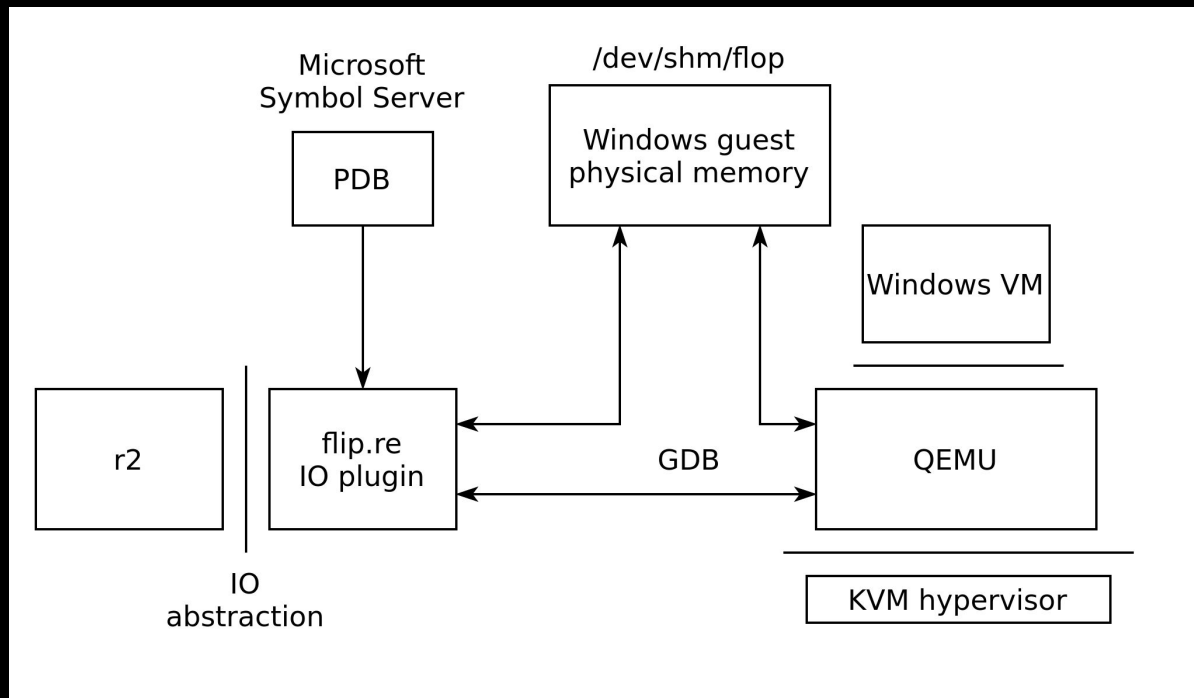 Microsoft
Symbol Server
/dev/shm/flop
PDB
Windows guest
physical memory
Windows VM
r2
flip.re
IO plugin
GDB
QEMU
IO
abstraction
KVM hypervisor